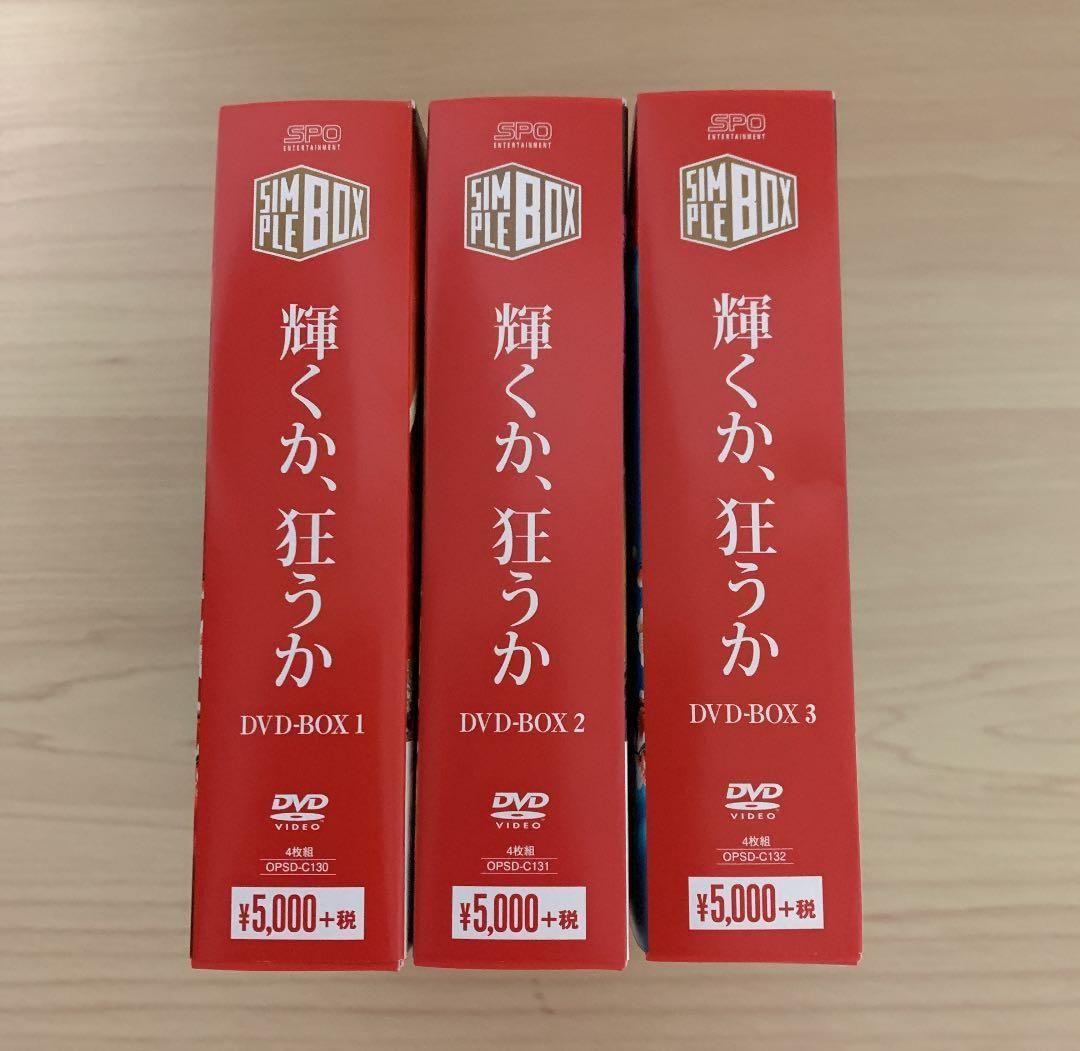 SPO
ENTERTAINMENT
SIMPLE BOX
輝くか、狂うか
DVD-BOX 1
DVD
VIDEO
4枚組
OPSD-C130
¥5,000+税
SPO
ENTERTAINMENT
SIMPLE BOX
輝くか、狂うか
DVD-BOX 2
DVD
VIDEO
4枚組
OPSD-C131
¥5,000+税
SPO
ENTERTAINMENT
SIMPLE BOX
輝くか、狂うか
DVD-BOX 3
DVD
VIDEO
4枚組
OPSD-C132
¥5,000+税